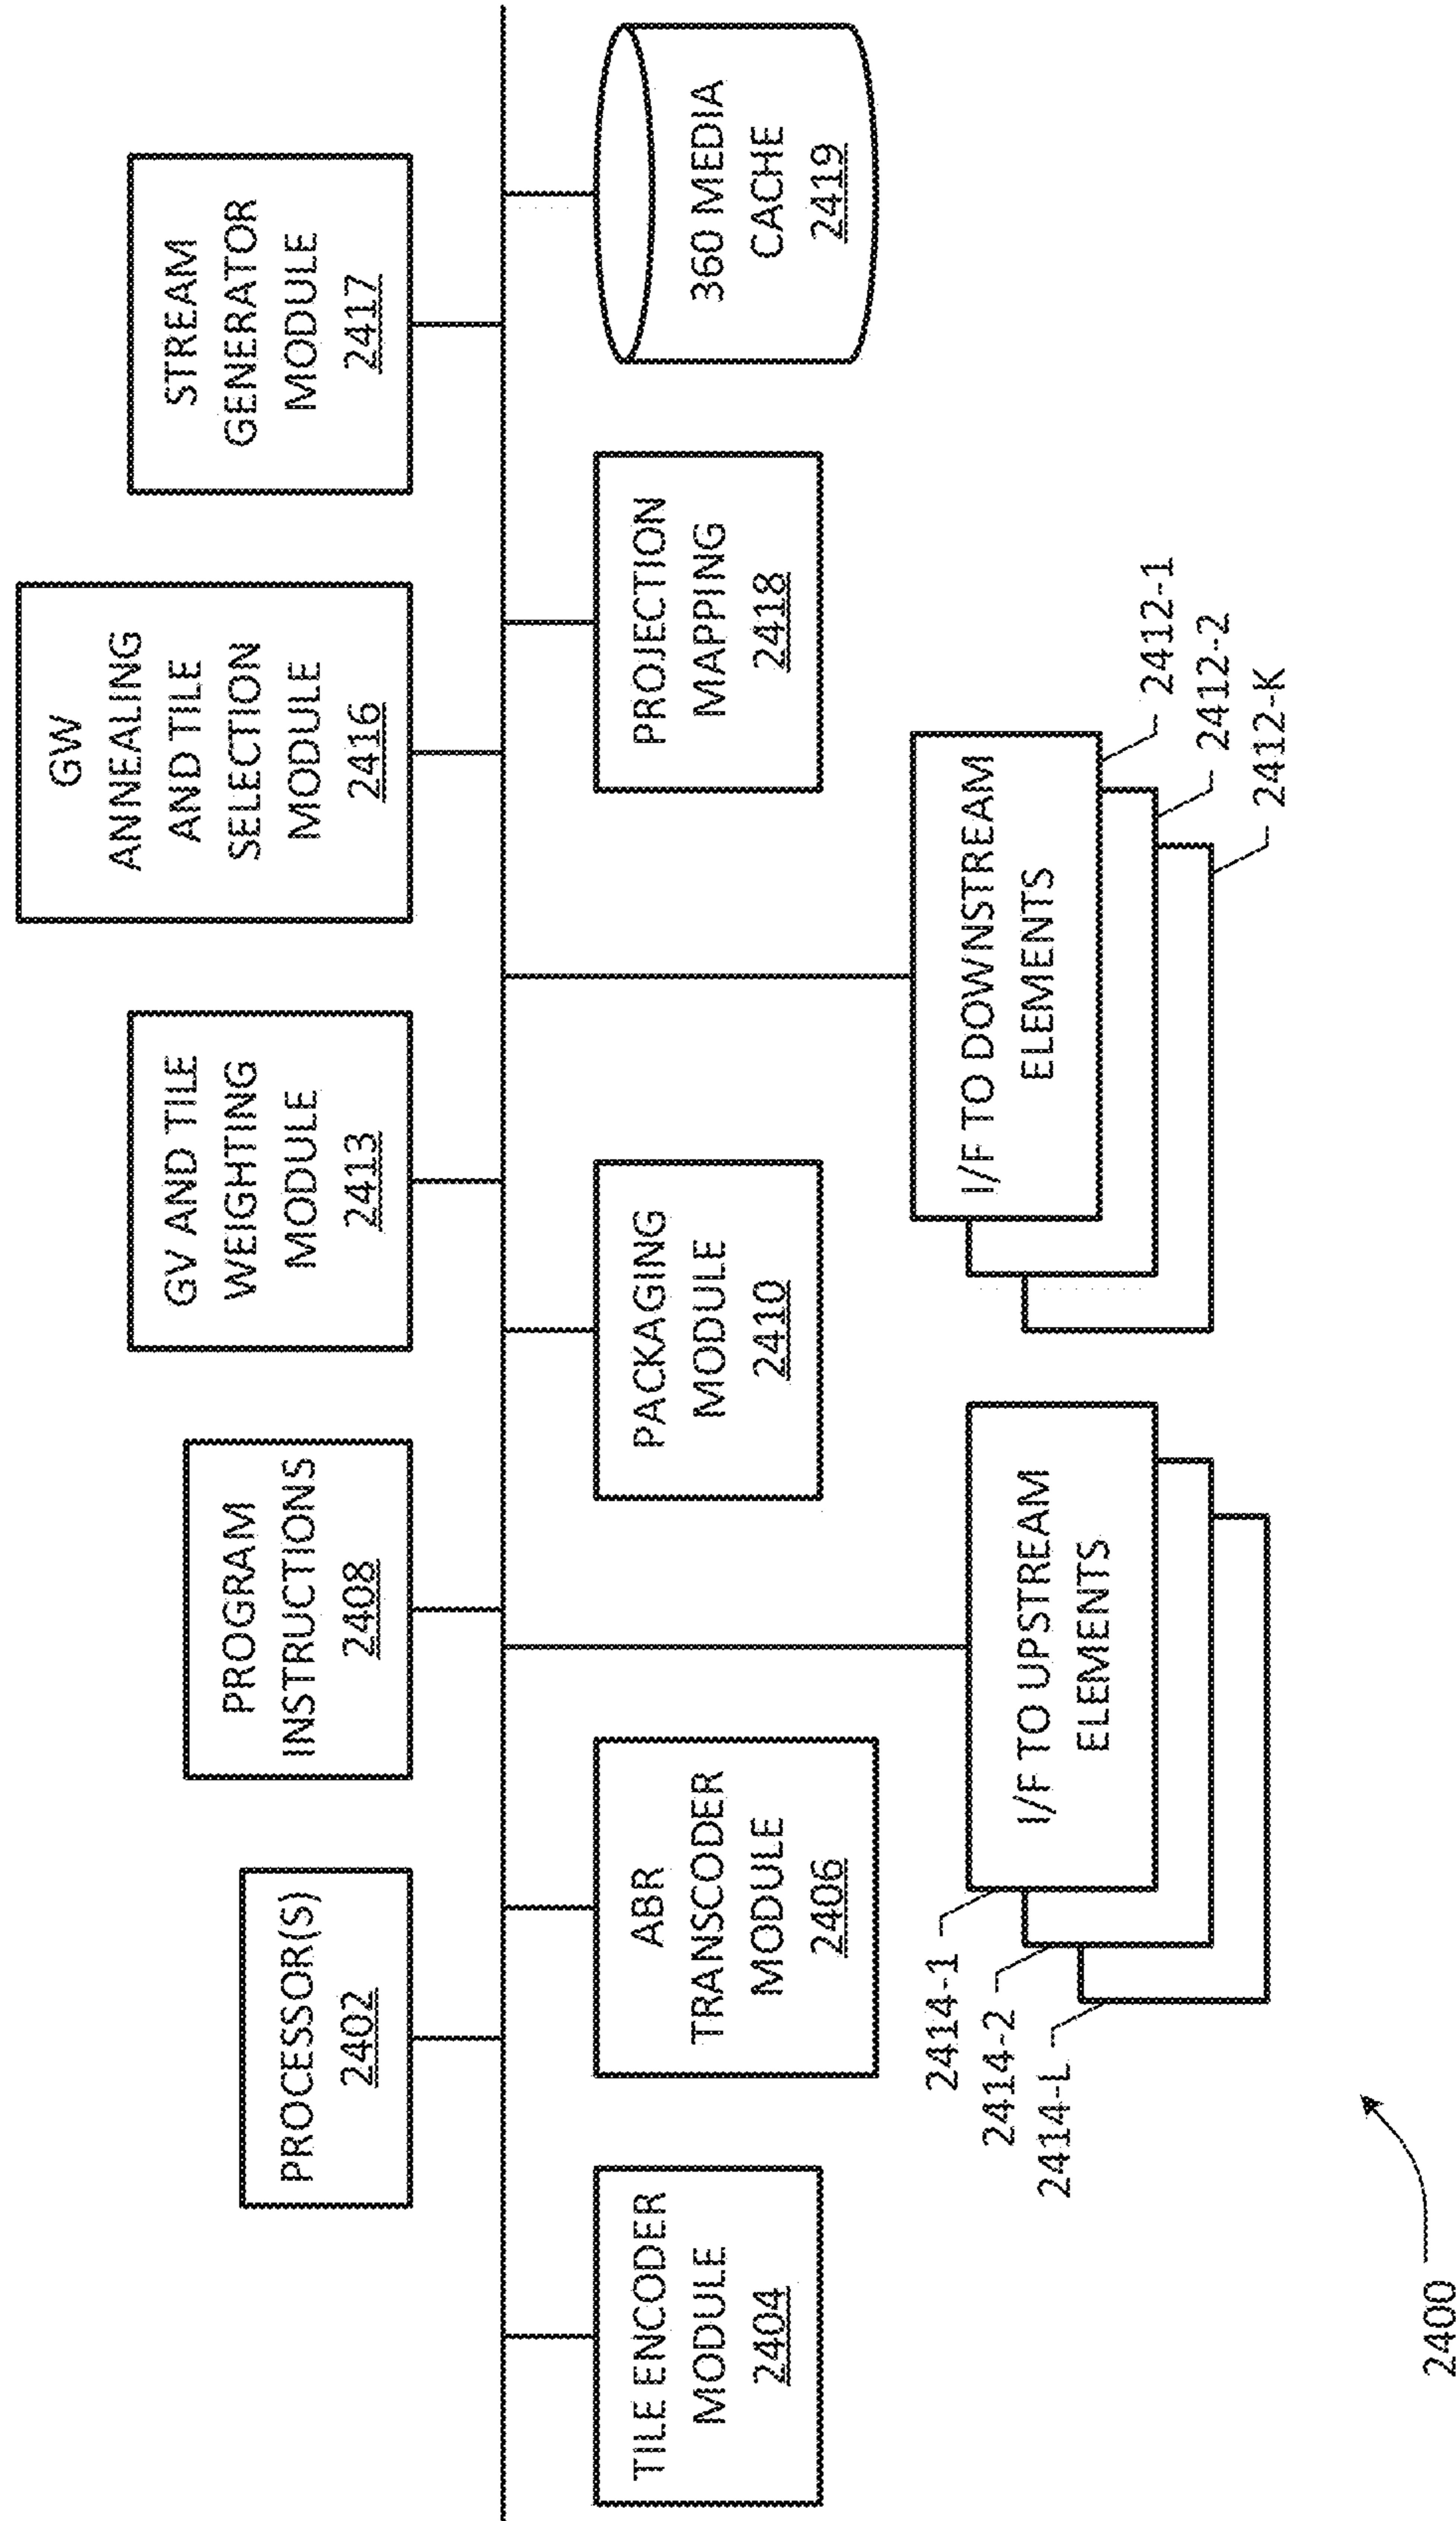 PROCESSOR(S)
2402
PROGRAM
INSTRUCTIONS
2408
GV AND TILE
WEIGHTING
MODULE
2413
GW
ANNEALING
AND TILE
SELECTION
MODULE
2416
STREAM
GENERATOR
MODULE
2417
TILE ENCODER
MODULE
2404
ABR
TRANSCODER
MODULE
2406
PACKAGING
MODULE
2410
PROJECTION
MAPPING
2418
360 MEDIA
CACHE
2419
I/F TO UPSTREAM
ELEMENTS
2414-1
2414-2
2414-L
I/F TO DOWNSTREAM
ELEMENTS
2412-1
2412-2
2412-K
2400